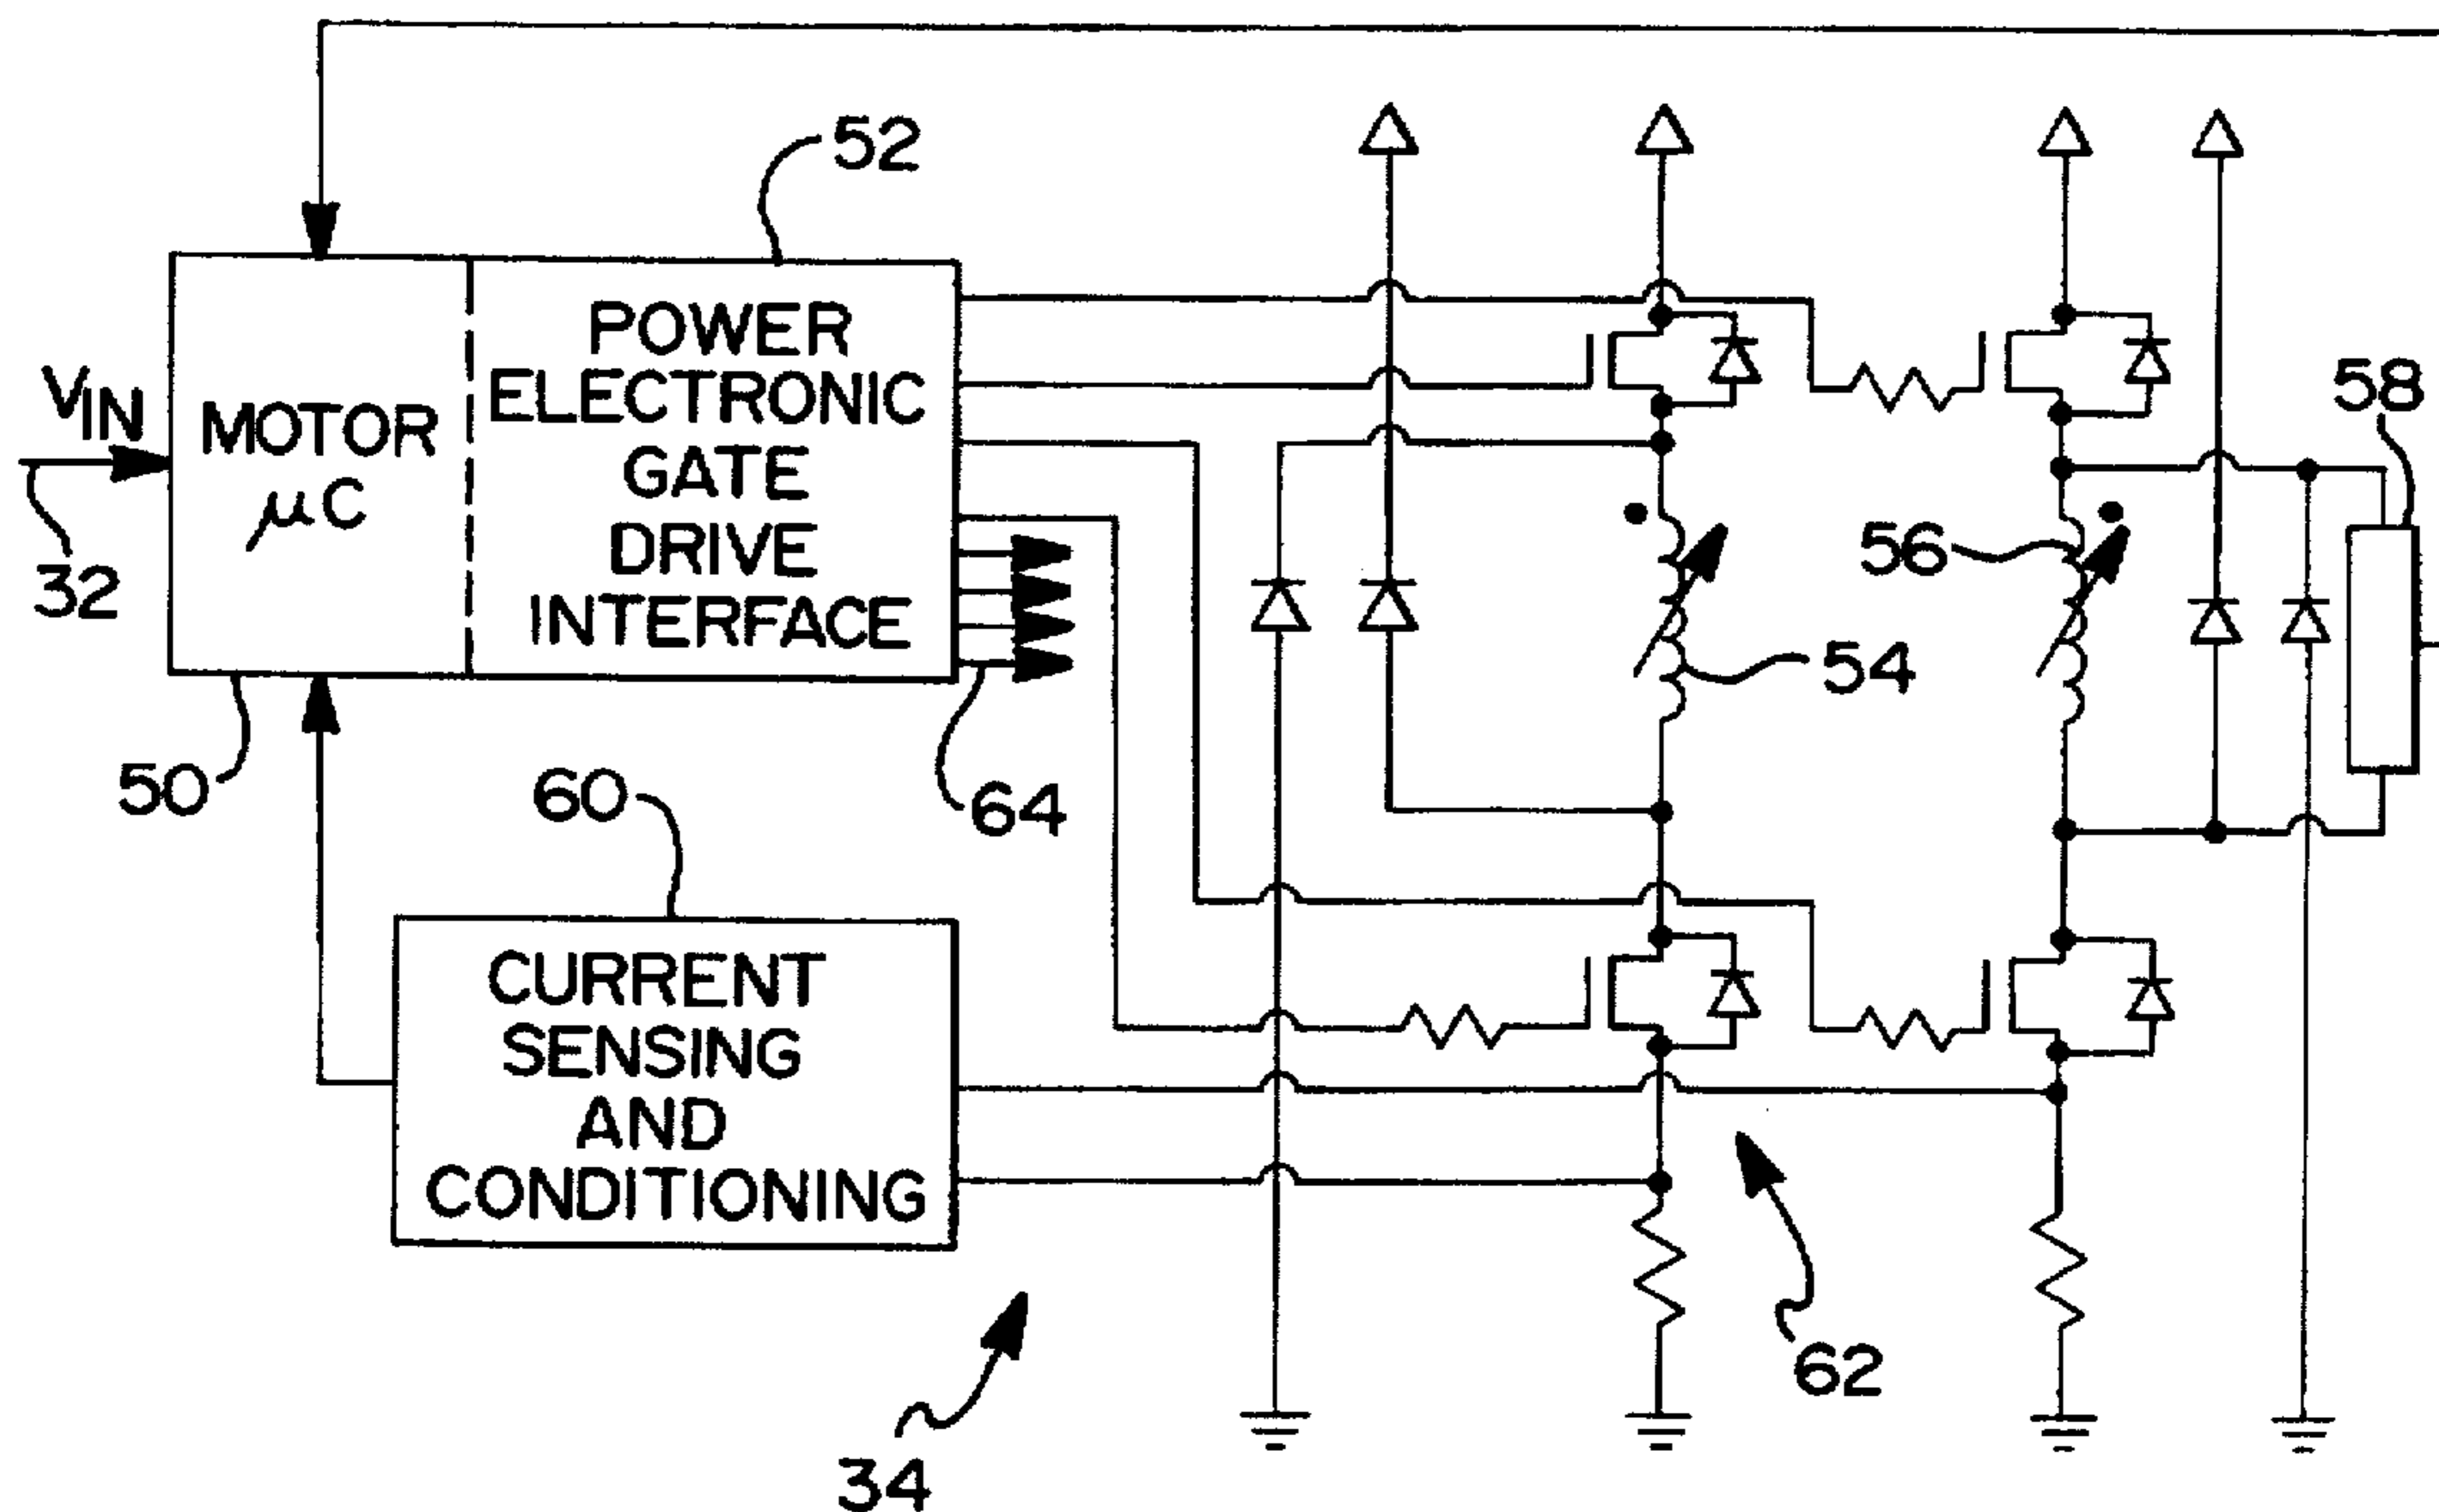 52
VIN
32
MOTOR
μC
POWER
ELECTRONIC
GATE
DRIVE
INTERFACE
58
56
54
50
60
64
CURRENT
SENSING
AND
CONDITIONING
62
34